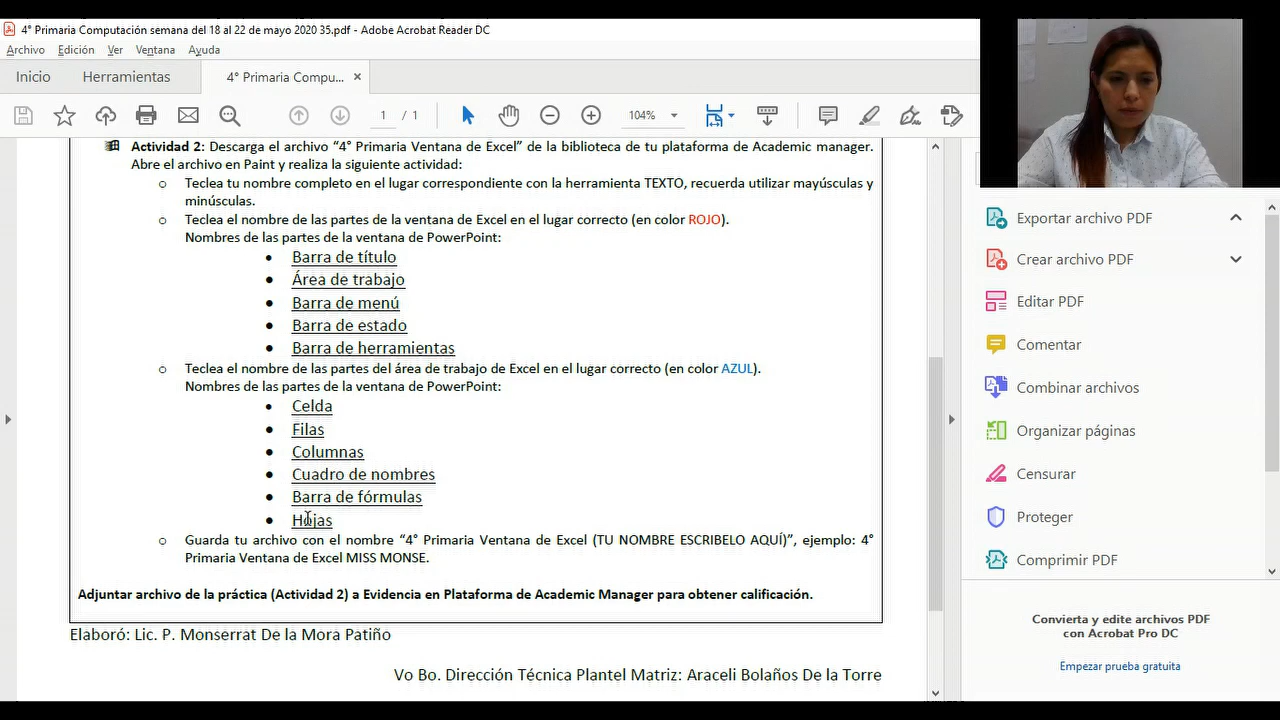 4° Primaria Computación semana del 18 al 22 de mayo 2020 35.pdf - Adobe Acrobat Reader DC
Archivo Edición Ver Ventana Ayuda
Inicio Herramientas 4° Primaria Compu... ×
1 / 1 104%
Actividad 2: Descarga el archivo “4° Primaria Ventana de Excel” de la biblioteca de tu plataforma de Academic manager.
Abre el archivo en Paint y realiza la siguiente actividad:
o Teclea tu nombre completo en el lugar correspondiente con la herramienta TEXTO, recuerda utilizar mayúsculas y
minúsculas.
o Teclea el nombre de las partes de la ventana de Excel en el lugar correcto (en color ROJO).
Nombres de las partes de la ventana de PowerPoint:
• Barra de título
• Área de trabajo
• Barra de menú
• Barra de estado
• Barra de herramientas
o Teclea el nombre de las partes del área de trabajo de Excel en el lugar correcto (en color AZUL).
Nombres de las partes de la ventana de PowerPoint:
• Celda
• Filas
• Columnas
• Cuadro de nombres
• Barra de fórmulas
• Hojas
o Guarda tu archivo con el nombre “4° Primaria Ventana de Excel (TU NOMBRE ESCRIBELO AQUÍ)”, ejemplo: 4°
Primaria Ventana de Excel MISS MONSE.
Adjuntar archivo de la práctica (Actividad 2) a Evidencia en Plataforma de Academic Manager para obtener calificación.
Elaboró: Lic. P. Monserrat De la Mora Patiño
Vo Bo. Dirección Técnica Plantel Matriz: Araceli Bolaños De la Torre
Exportar archivo PDF
Crear archivo PDF
Editar PDF
Comentar
Combinar archivos
Organizar páginas
Censurar
Proteger
Comprimir PDF
Convierta y edite archivos PDF
con Acrobat Pro DC
Empezar prueba gratuita